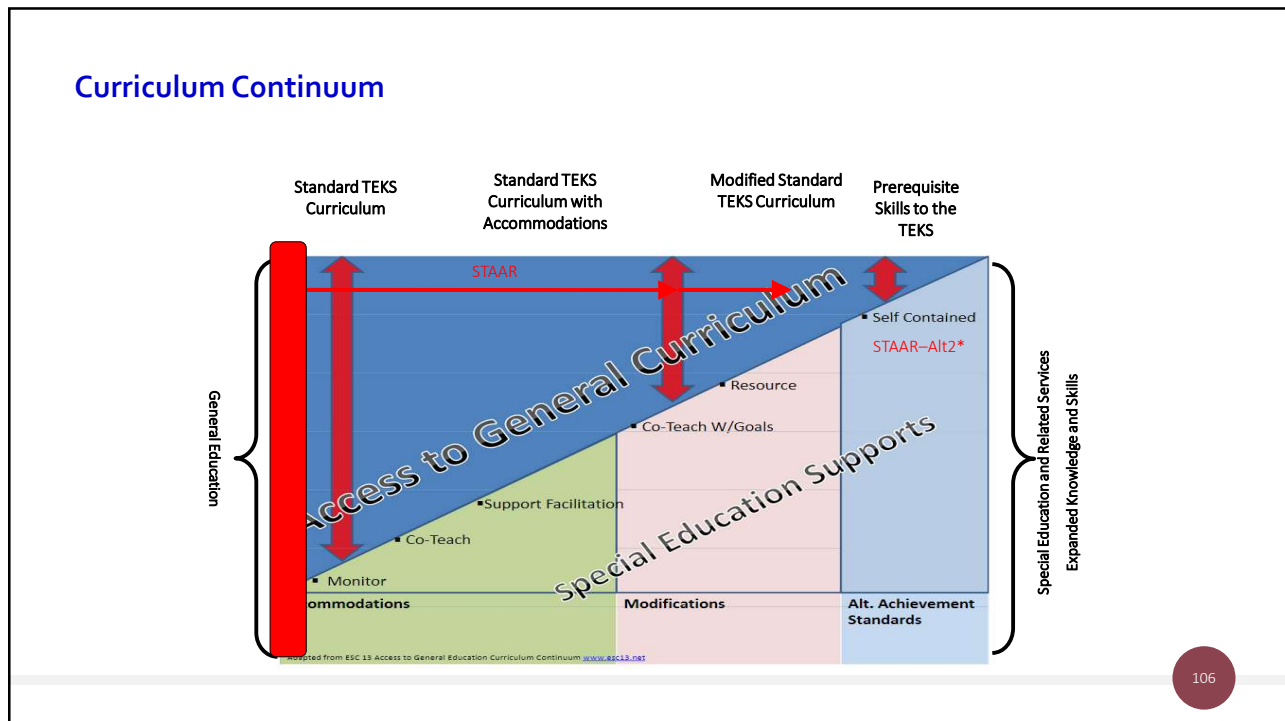 Curriculum Continuum
Standard TEKS
Curriculum
Standard TEKS
Curriculum with
Accommodations
Modified Standard
TEKS Curriculum
Prerequisite
Skills to the
TEKS
STAAR
Access to General Curriculum
▪ Self Contained
STAAR–Alt2*
▪ Resource
▪ Co-Teach W/Goals
▪Support Facilitation
▪ Co-Teach
▪ Monitor
Special Education Supports
General Education
Special Education and Related Services
Expanded Knowledge and Skills
ommodations
Modifications
Alt. Achievement
Standards
Adapted from ESC 13 Access to General Education Curriculum Continuum www.esc13.net
106